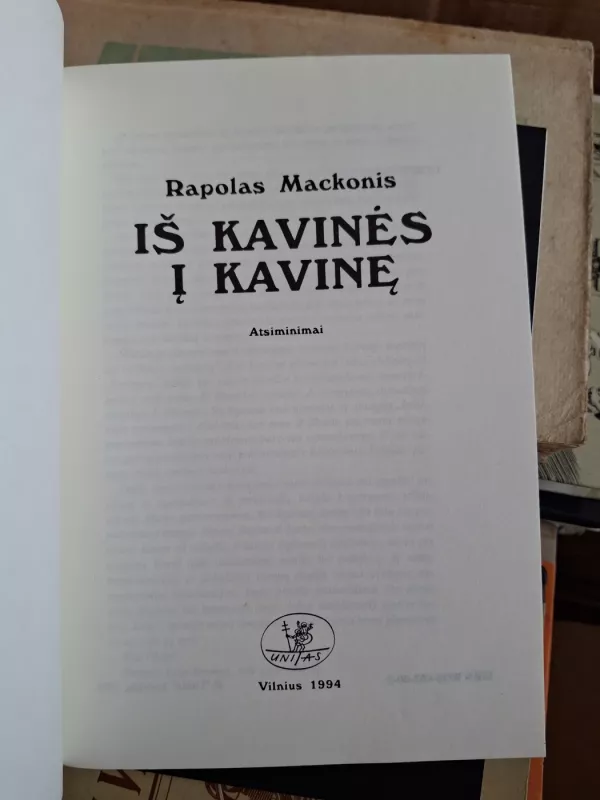 Rapolas Mackonis
IŠ KAVINĖS
Į KAVINĘ
Atsiminimai
UNITAS
Vilnius 1994